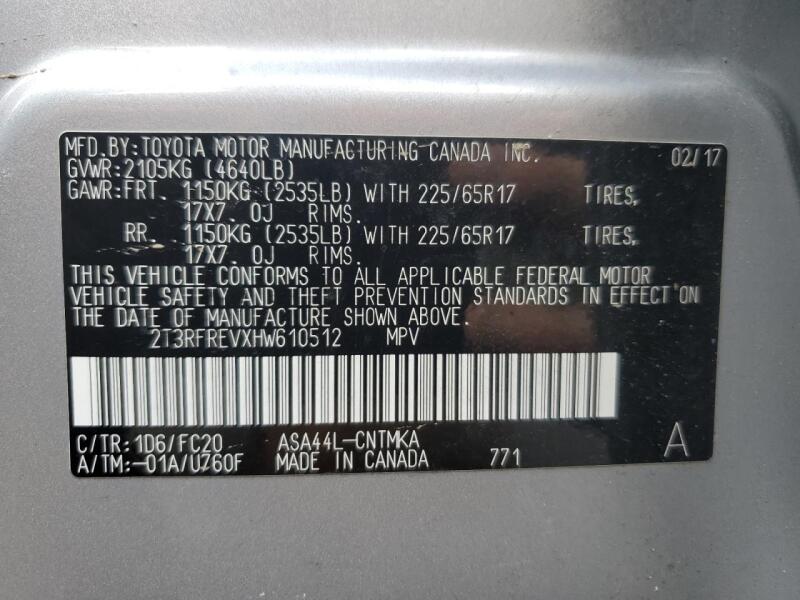 MFD.BY:TOYOTA MOTOR MANUFACTURING CANADA INC. 02/17
GVWR:2105KG (4640LB)
GAWR:FRT. 1150KG (2535LB) WITH 225/65R17 TIRES,
17X7.0J RIMS.
RR. 1150KG (2535LB) WITH 225/65R17 TIRES,
17X7.0J RIMS.
THIS VEHICLE CONFORMS TO ALL APPLICABLE FEDERAL MOTOR
VEHICLE SAFETY AND THEFT PREVENTION STANDARDS IN EFFECT ON
THE DATE OF MANUFACTURE SHOWN ABOVE.
2T3RFREVXHW610512 MPV
C/TR:1D6/FC20 ASA44L-CNTMKA A
A/TM:-01A/U760F MADE IN CANADA 771